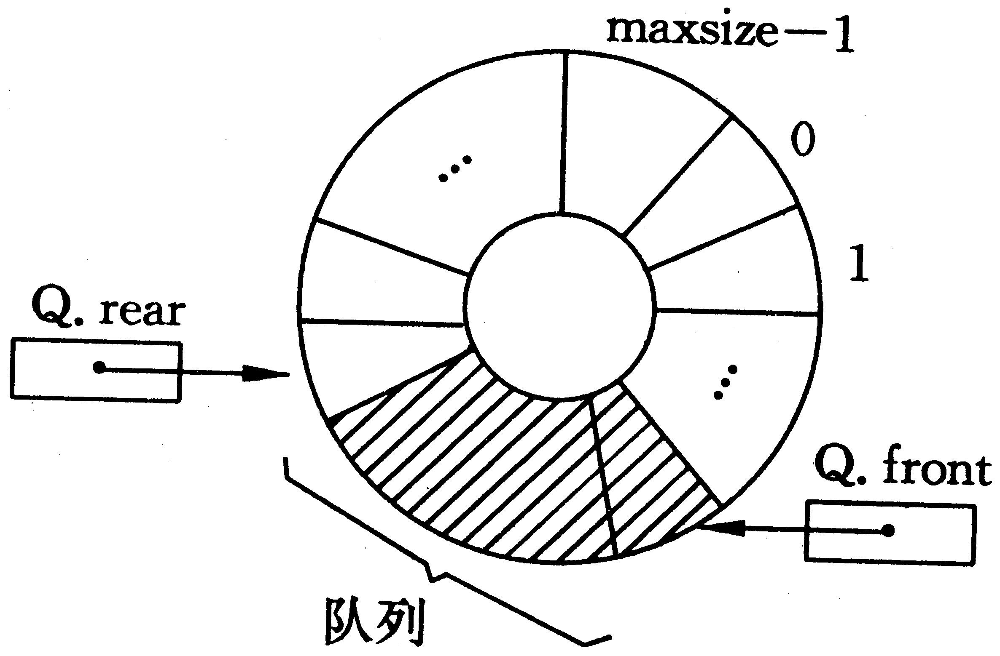 maxsize—1
0
1
Q. rear
Q. front
队列